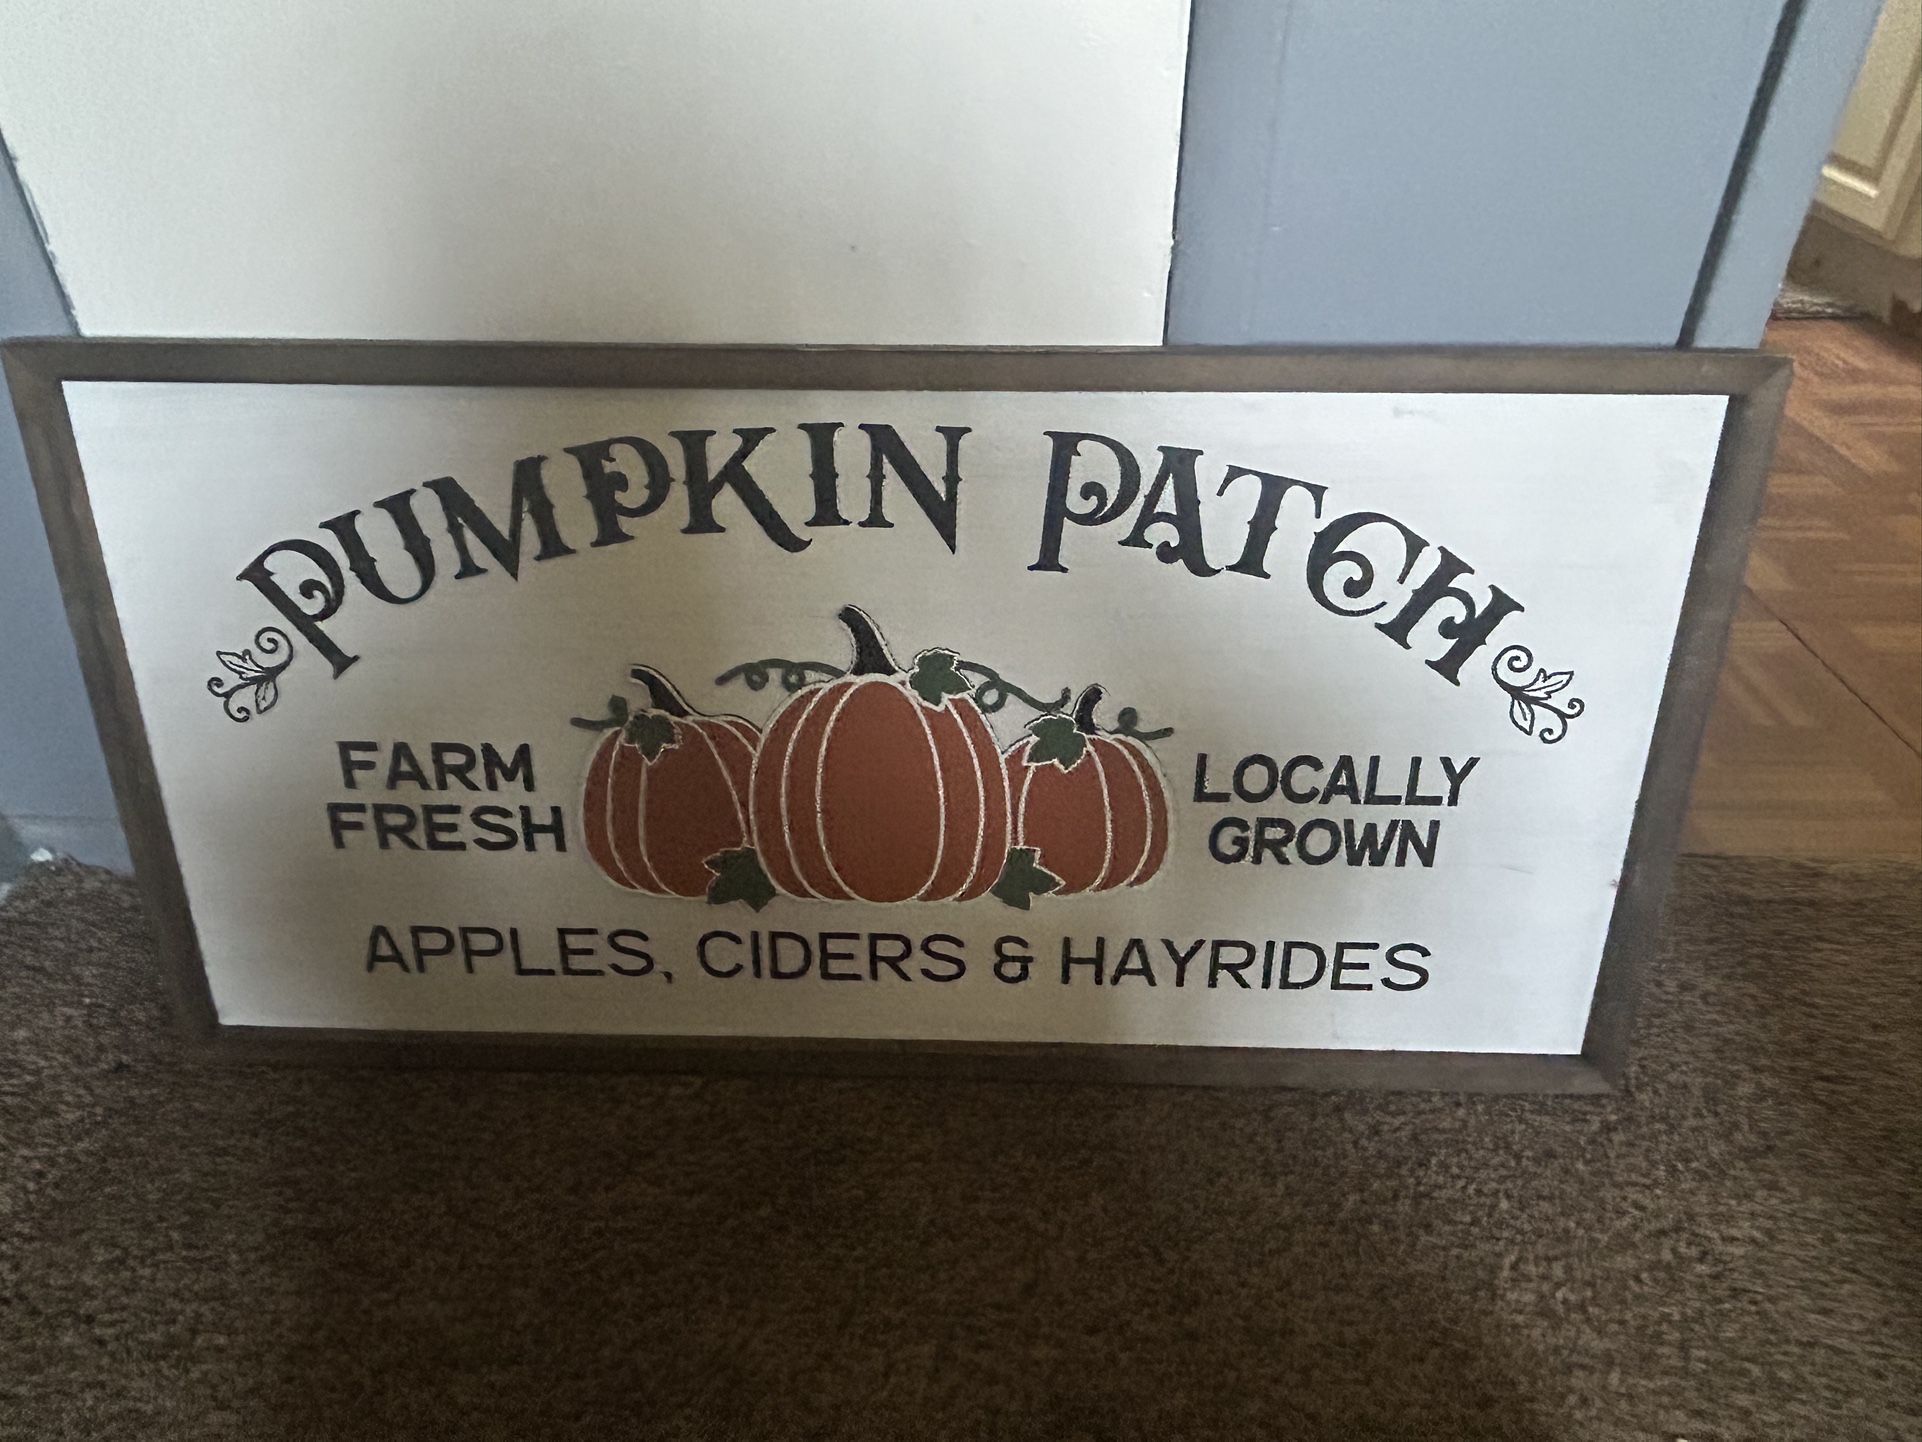 PUMPKIN PATCH
FARM
FRESH
LOCALLY
GROWN
APPLES, CIDERS & HAYRIDES